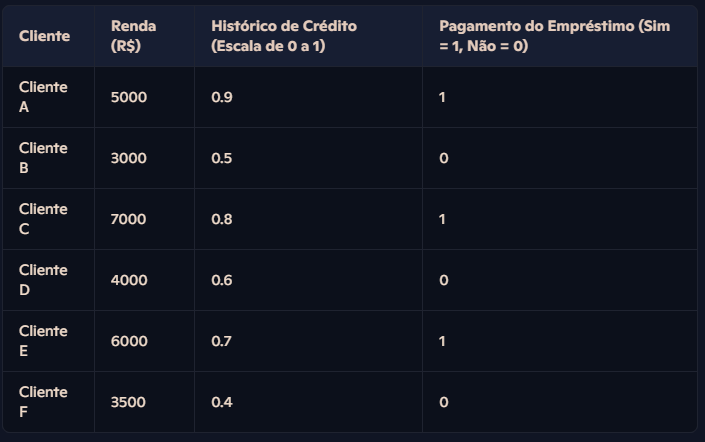 Cliente
Renda
(R$)
Histórico de Crédito
(Escala de 0 a 1)
Pagamento do Empréstimo (Sim
= 1, Não = 0)
Cliente
A
5000
0.9
1
Cliente
B
3000
0.5
0
Cliente
C
7000
0.8
1
Cliente
D
4000
0.6
0
Cliente
E
6000
0.7
1
Cliente
F
3500
0.4
0